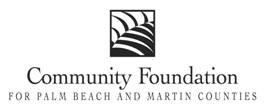 Community Foundation
FOR PALM BEACH AND MARTIN COUNTIES